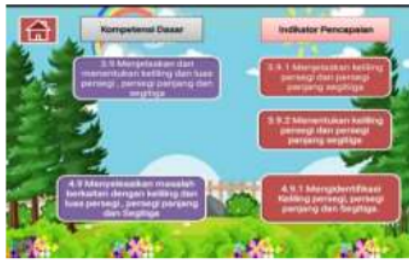 Kompetensi Dasar
3.9 Menjelaskan dan
menentukan keliling dan luas
persegi, persegi panjang dan
segitiga
4.9 Menyelesaikan masalah
berkaitan dengan keliling dan
luas persegi, persegi panjang
dan Segitiga
Indikator Pencapaian
3.9.1 Menjelaskan keliling
persegi dan persegi
panjang segitiga
3.9.2 Menentukan keliling
persegi dan persegi
panjang segitiga
4.9.1 Mengidentifikasi
Keliling persegi, persegi
panjang dan Segitiga.